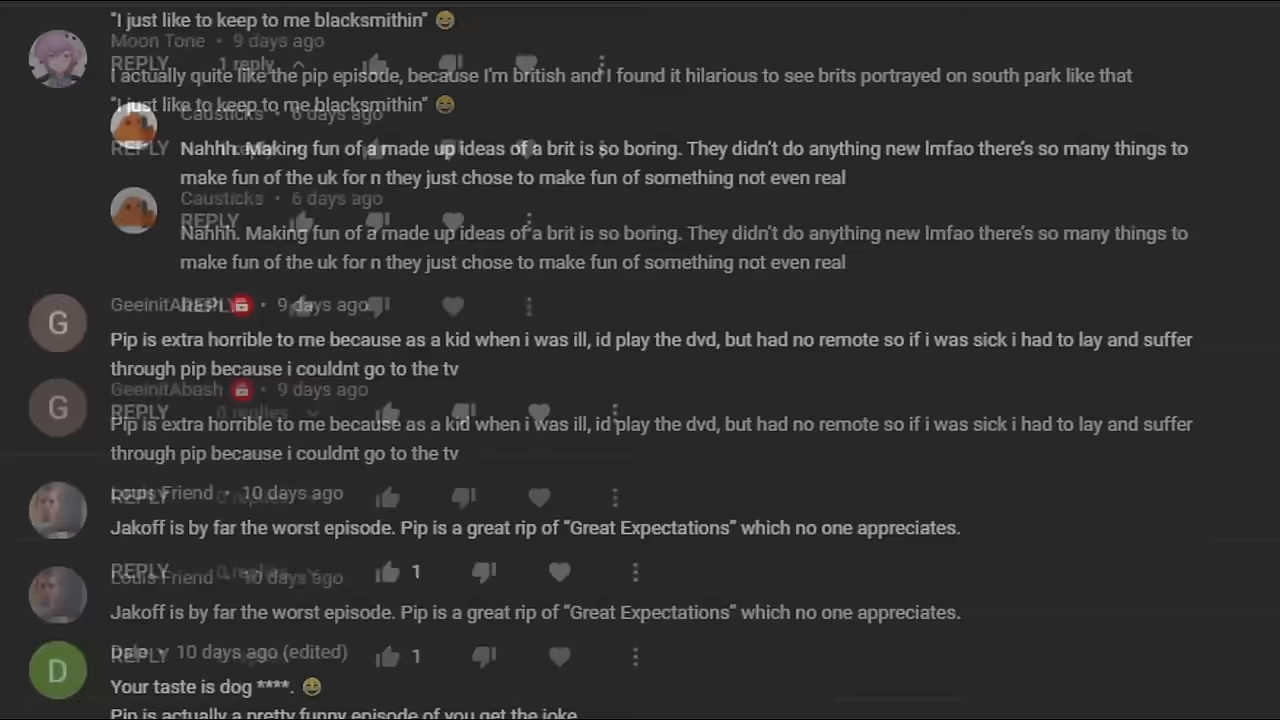 "I just like to keep to me blacksmithin" 😅
Moon Tone • 9 days ago
REPLY 1 reply
I actually quite like the pip episode, because I'm british and I found it hilarious to see brits portrayed on south park like that
"I just like to keep to me blacksmithin" 😅
Causticks • 6 days ago
REPLY
Nahhh. Making fun of a made up ideas of a brit is so boring. They didn't do anything new lmfao there's so many things to
make fun of the uk for n they just chose to make fun of something not even real
Causticks • 6 days ago
REPLY
Nahhh. Making fun of a made up ideas of a brit is so boring. They didn't do anything new lmfao there's so many things to
make fun of the uk for n they just chose to make fun of something not even real
G
REPLY
9 days ago
Pip is extra horrible to me because as a kid when i was ill, id play the dvd, but had no remote so if i was sick i had to lay and suffer
through pip because i couldnt go to the tv
G
GeeinitAbash • 9 days ago
REPLY 0 replies
Pip is extra horrible to me because as a kid when i was ill, id play the dvd, but had no remote so if i was sick i had to lay and suffer
through pip because i couldnt go to the tv
Louis Friend • 10 days ago
REPLY 0 replies
Jakoff is by far the worst episode. Pip is a great rip of “Great Expectations” which no one appreciates.
REPLY 0 replies 1
Louis Friend • 10 days ago
Jakoff is by far the worst episode. Pip is a great rip of “Great Expectations” which no one appreciates.
D
REPLY 1
10 days ago (edited)
Your taste is dog ****. 😅
Pip is actually a pretty funny episode of you get the joke